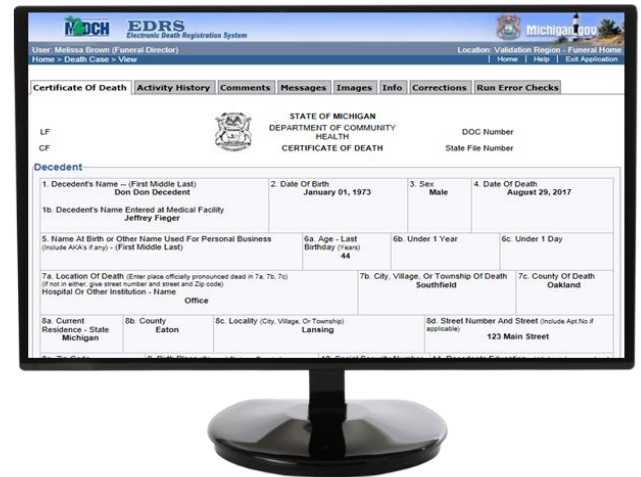 MDCH EDRS
Electronic Death Registration System
Michigan.gov
User: Melissa Brown (Funeral Director) Location: Validation Region - Funeral Home
Home > Death Case > View | Home | Help | Exit Application
Certificate Of Death Activity History Comments Messages Images Info Corrections Run Error Checks
STATE OF MICHIGAN
LF DEPARTMENT OF COMMUNITY DOC Number
HEALTH
CF CERTIFICATE OF DEATH State File Number
Decedent
1. Decedent's Name -- (First Middle Last) 2. Date Of Birth 3. Sex 4. Date Of Death
Don Don Decedent January 01, 1973 Male August 29, 2017
1b. Decedent's Name Entered at Medical Facility
Jeffrey Fieger
5. Name At Birth or Other Name Used For Personal Business 6a. Age - Last 6b. Under 1 Year 6c. Under 1 Day
(Include AKA's if any) - (First Middle Last) Birthday (Years)
44
7a. Location Of Death (Enter place officially pronounced dead in 7a, 7b, 7c) 7b. City, Village, Or Township Of Death 7c. County Of Death
(If not in either, give street number and street and Zip code) Southfield Oakland
Hospital Or Other Institution - Name
Office
8a. Current 8b. County 8c. Locality (City, Village, Or Township) 8d. Street Number And Street (Include Apt.No if
Residence - State Eaton Lansing applicable)
Michigan 123 Main Street